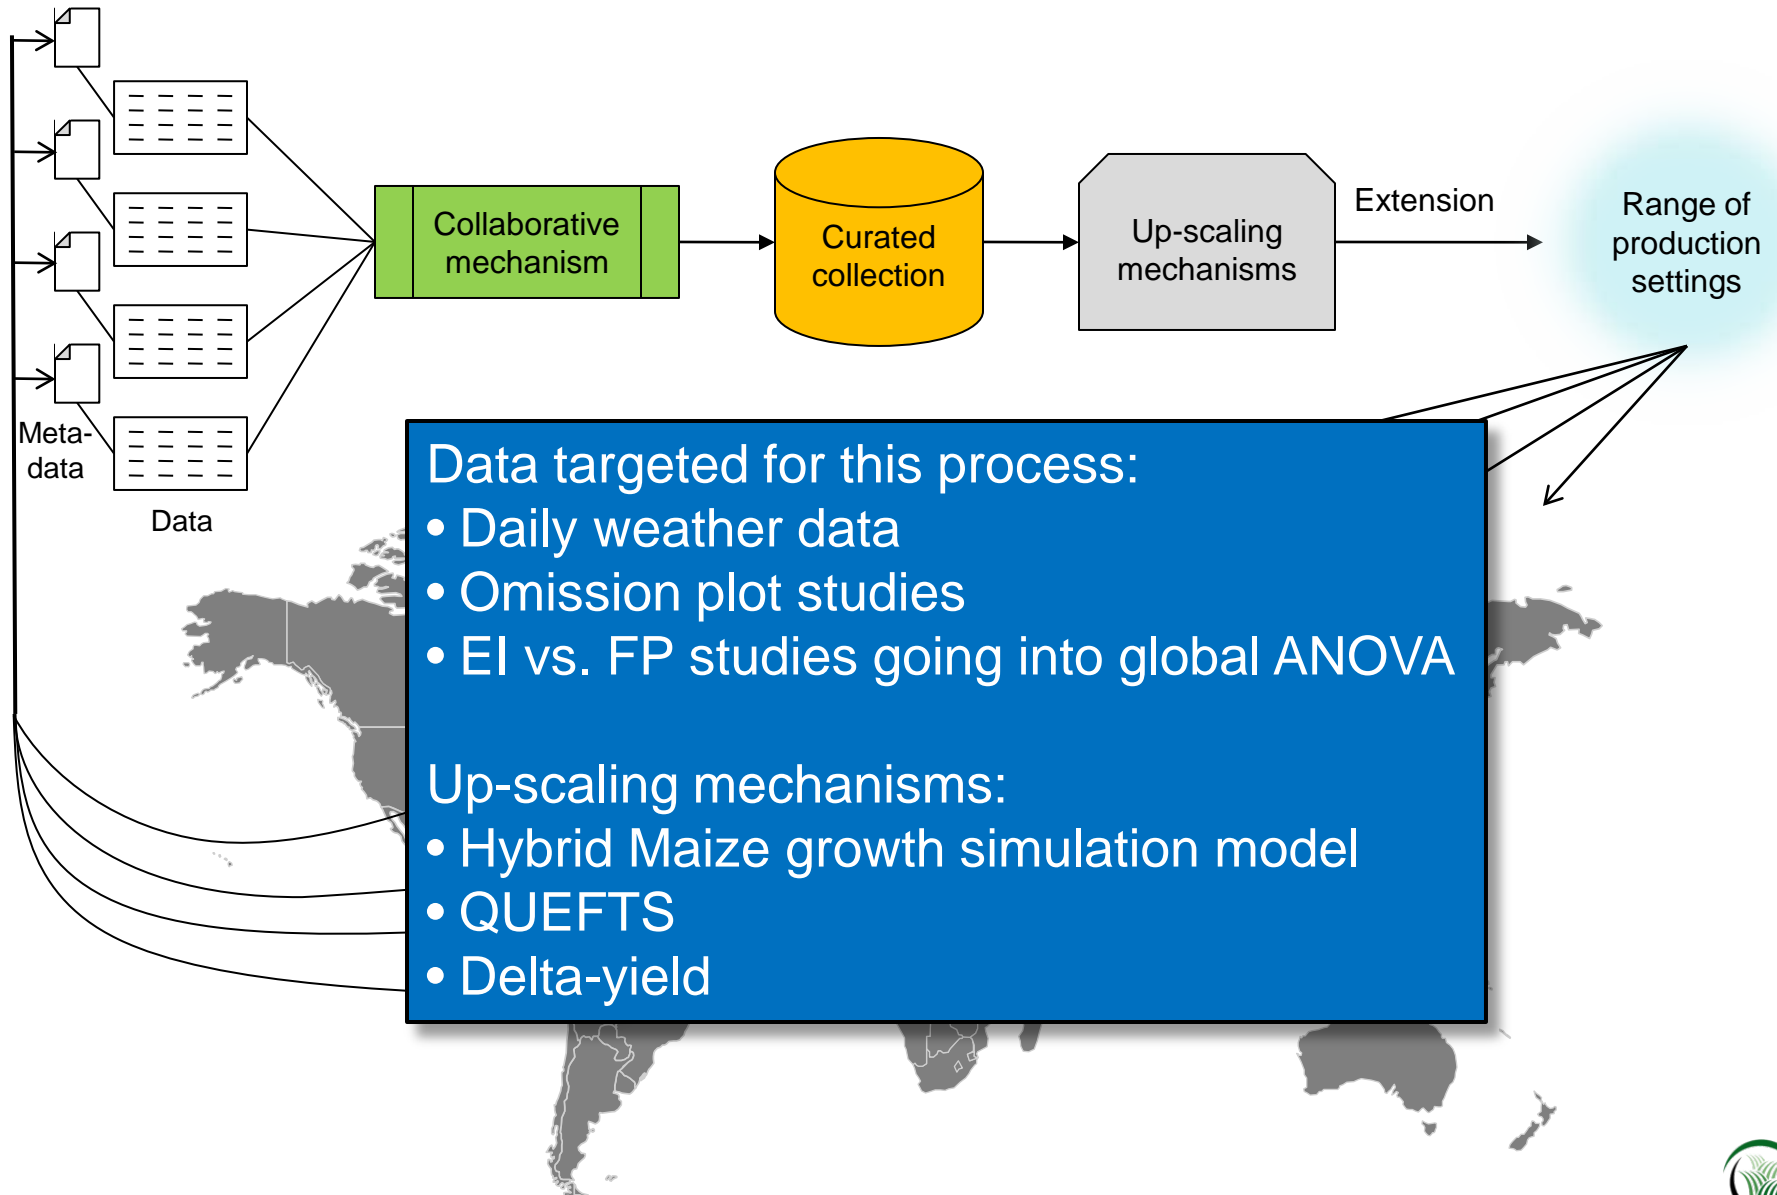 Meta-
data
Data
Collaborative
mechanism
Curated
collection
Up-scaling
mechanisms
Extension
Range of
production
settings
Data targeted for this process:
• Daily weather data
• Omission plot studies
• EI vs. FP studies going into global ANOVA
Up-scaling mechanisms:
• Hybrid Maize growth simulation model
• QUEFTS
• Delta-yield